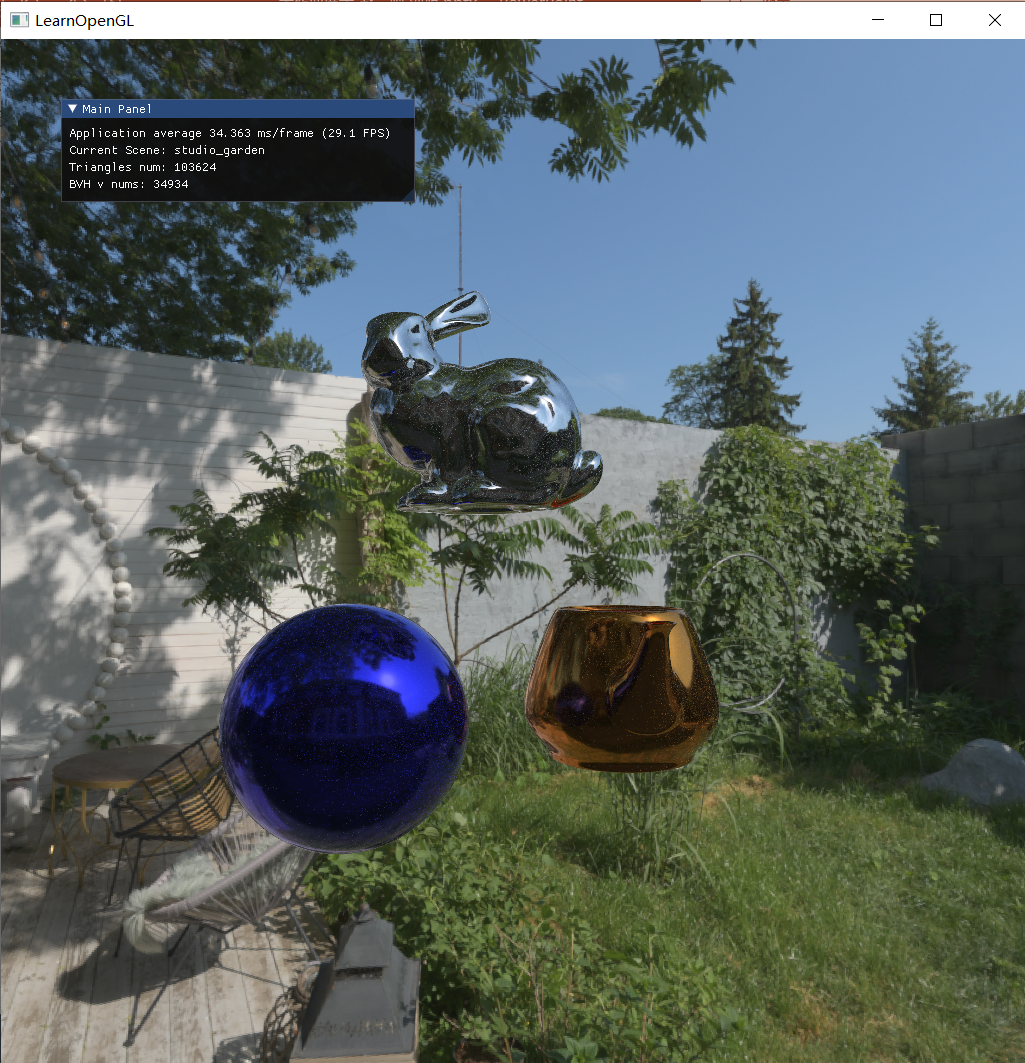 LearnOpenGL
Main Panel
Application average 34.363 ms/frame (29.1 FPS)
Current Scene: studio_garden
Triangles num: 103624
BVH v nums: 34934